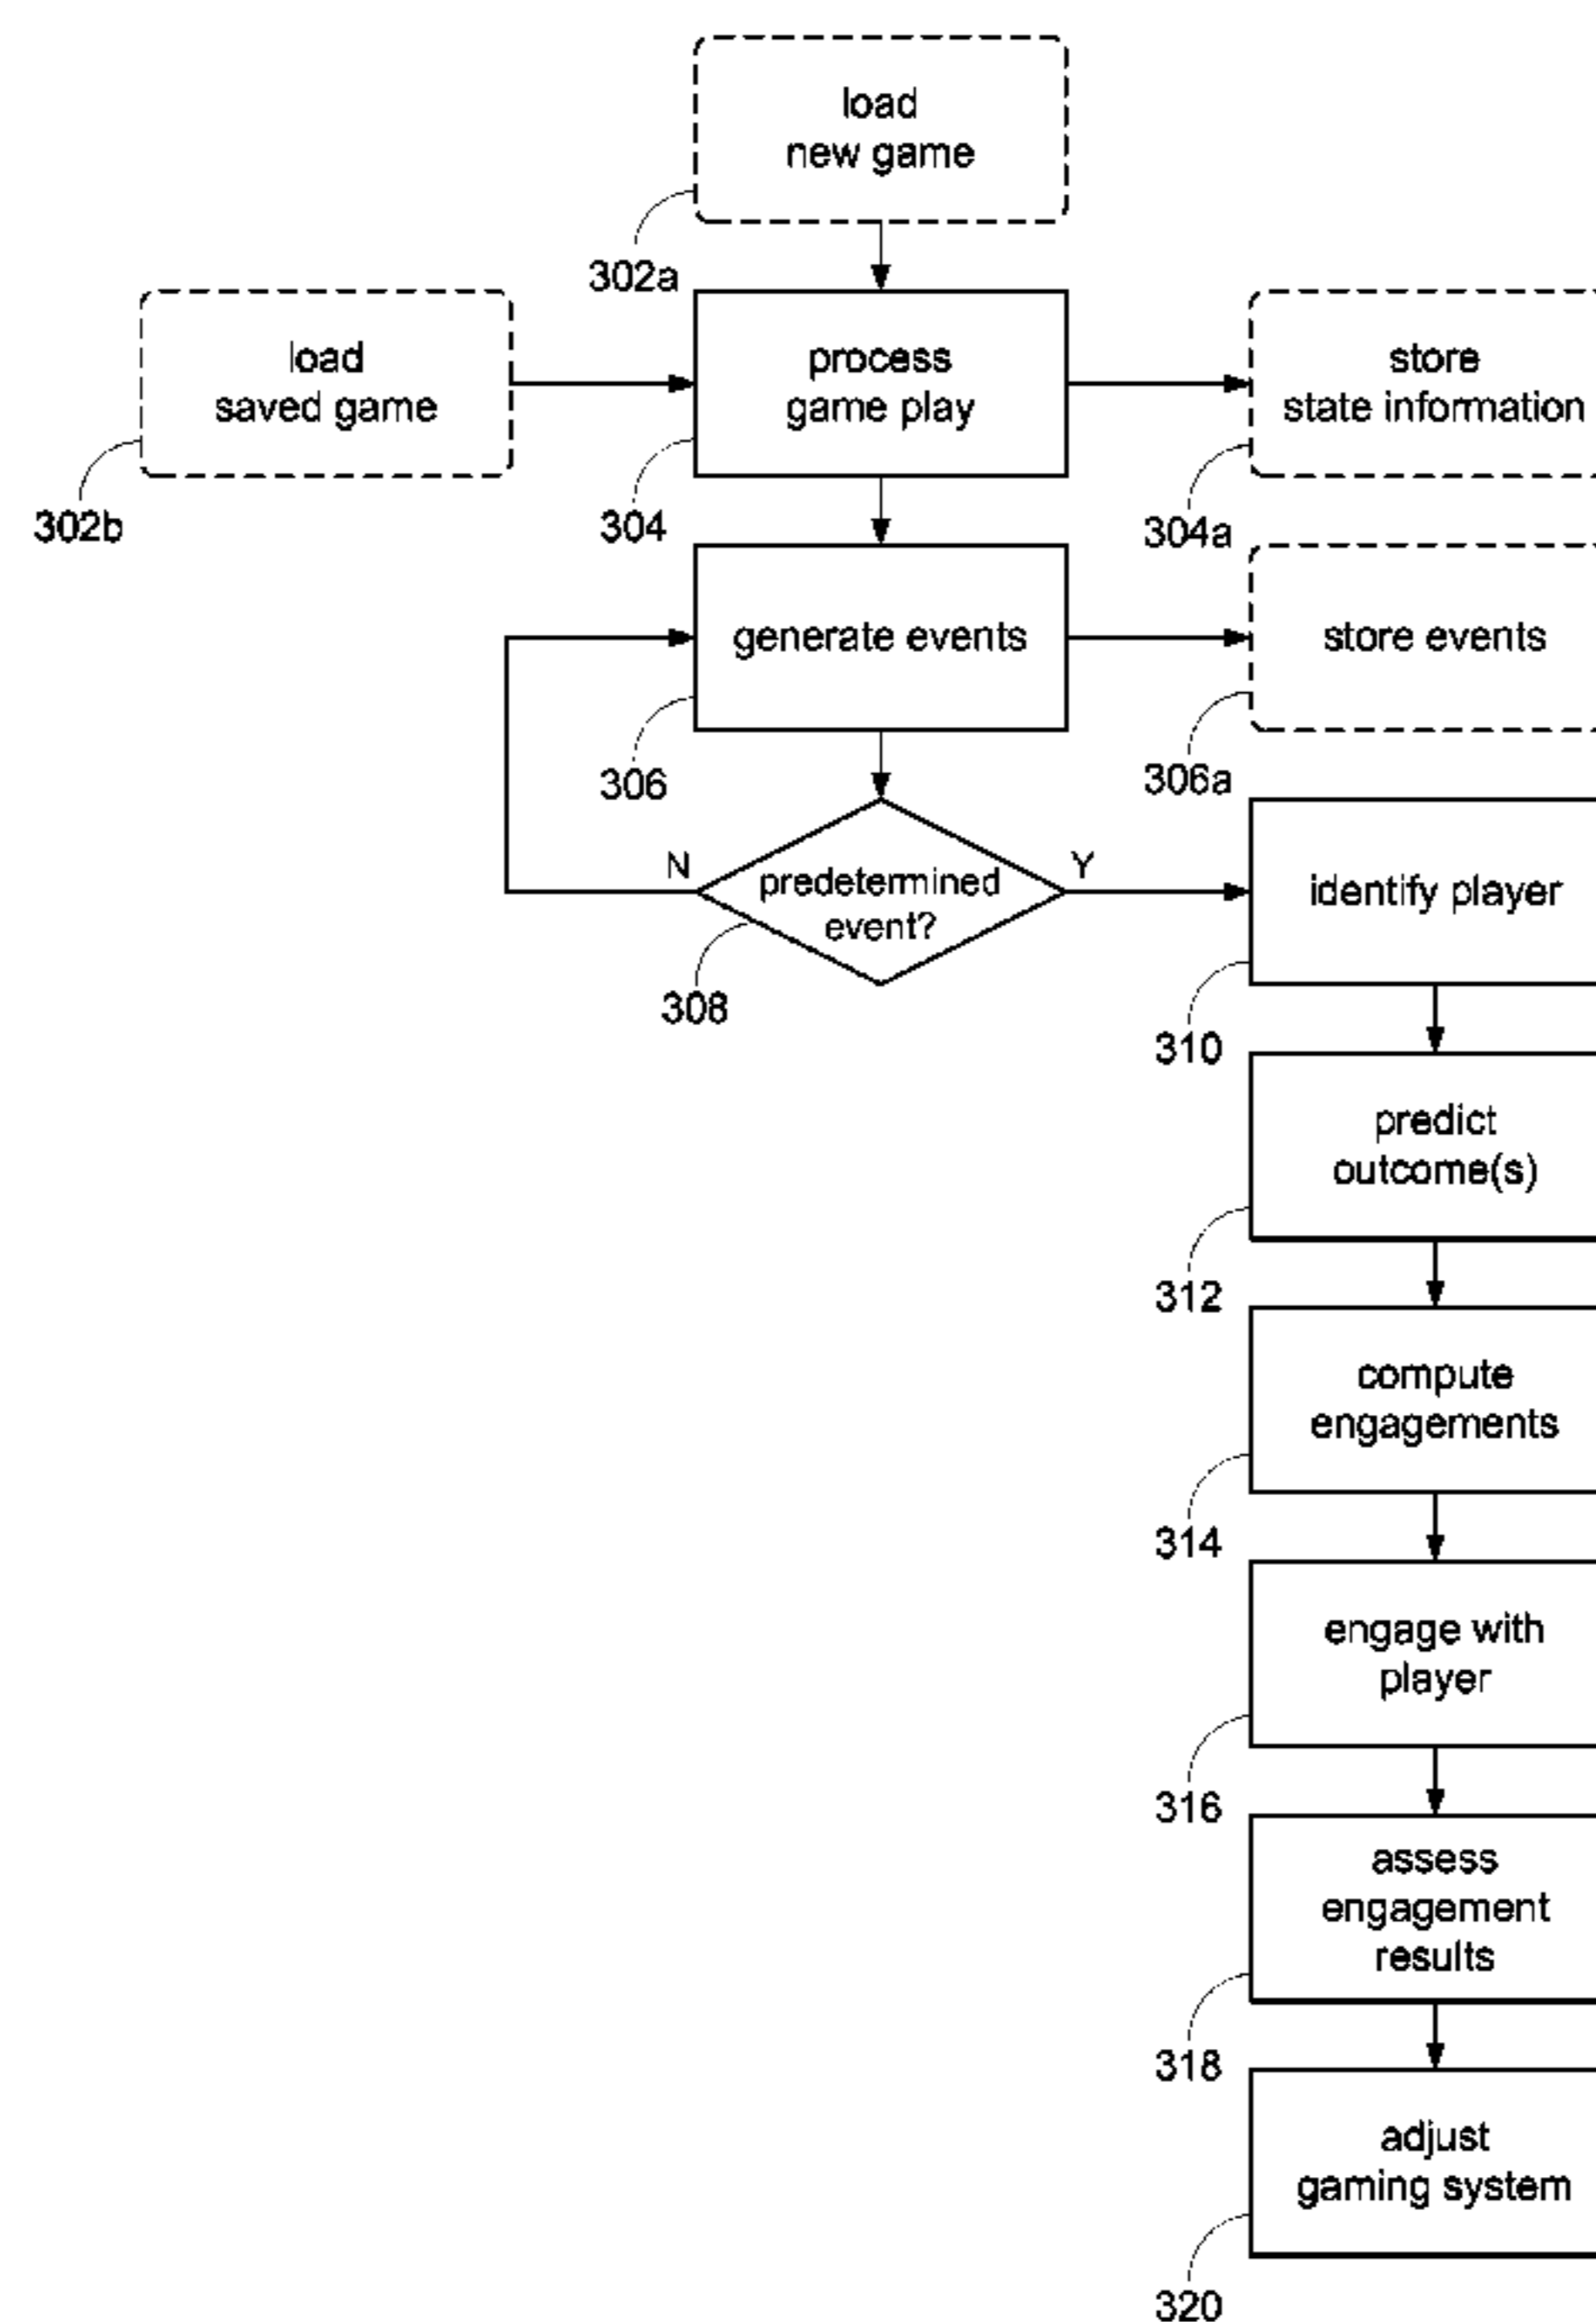 load
new game
302a
load
saved game
302b
process
game play
304
store
state information
304a
generate events
306
store events
306a
N
predetermined
event?
Y
308
identify player
310
predict
outcome(s)
312
compute
engagements
314
engage with
player
316
assess
engagement
results
318
adjust
gaming system
320